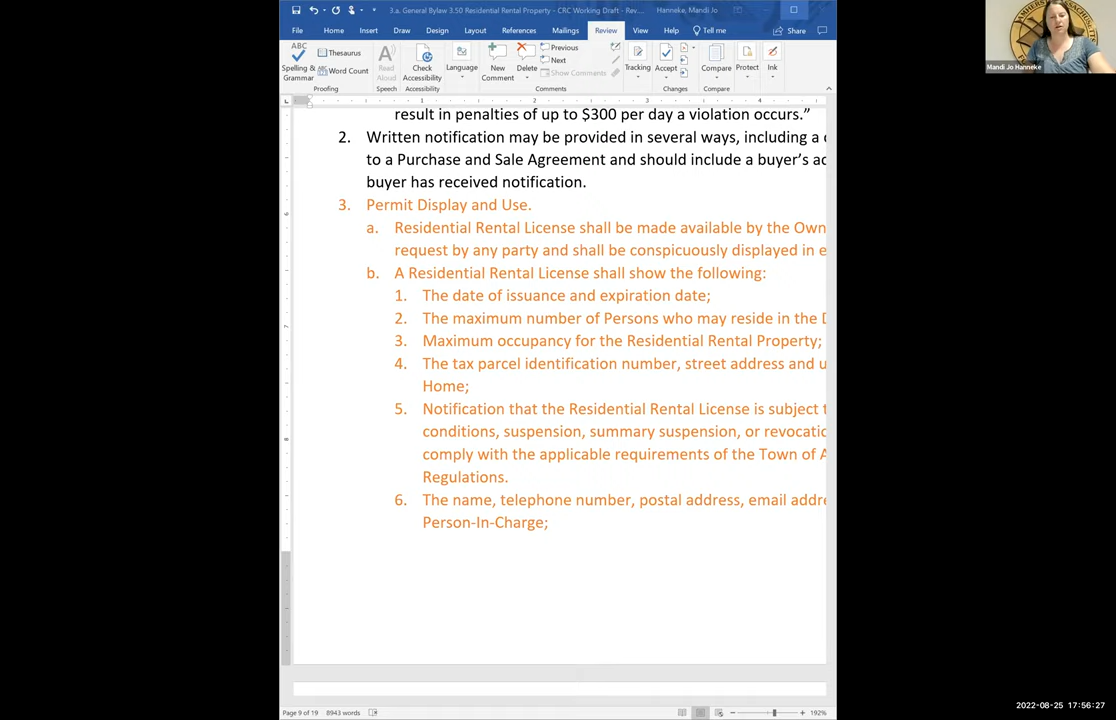 3.a. General Bylaw 3.50 Residential Rental Property - CRC Working Draft - Rev...
Hanneke, Mandi Jo
File Home Insert Draw Design Layout References Mailings Review View Help Tell me Share
ABC
Spelling & Grammar
Thesaurus
Word Count
Proofing
Read Aloud
Speech
Check Accessibility
Accessibility
Language
New Comment
Delete
Previous
Next
Show Comments
Comments
Tracking
Accept
Changes
Compare
Compare
Protect
Ink
result in penalties of up to $300 per day a violation occurs.”
2. Written notification may be provided in several ways, including a
to a Purchase and Sale Agreement and should include a buyer’s
buyer has received notification.
3. Permit Display and Use.
a. Residential Rental License shall be made available by the
request by any party and shall be conspicuously displayed in
b. A Residential Rental License shall show the following:
1. The date of issuance and expiration date;
2. The maximum number of Persons who may reside in the
3. Maximum occupancy for the Residential Rental Property;
4. The tax parcel identification number, street address and
Home;
5. Notification that the Residential Rental License is subject
conditions, suspension, summary suspension, or
comply with the applicable requirements of the Town of
Regulations.
6. The name, telephone number, postal address, email
Person-In-Charge;
Page 9 of 19 8943 words
192%
Mandi Jo Hanneke
2022-08-25 17:56:27